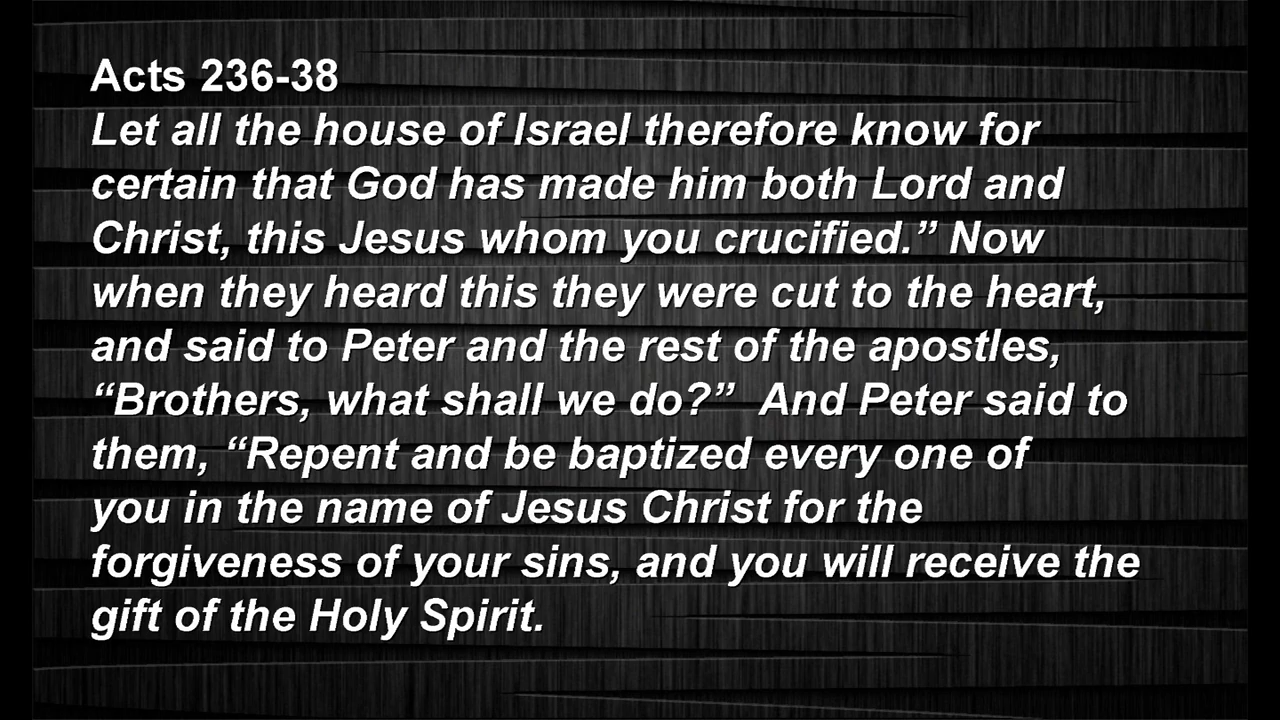 Acts 236-38
Let all the house of Israel therefore know for
certain that God has made him both Lord and
Christ, this Jesus whom you crucified.” Now
when they heard this they were cut to the heart,
and said to Peter and the rest of the apostles,
“Brothers, what shall we do?”  And Peter said to
them, “Repent and be baptized every one of
you in the name of Jesus Christ for the
forgiveness of your sins, and you will receive the
gift of the Holy Spirit.